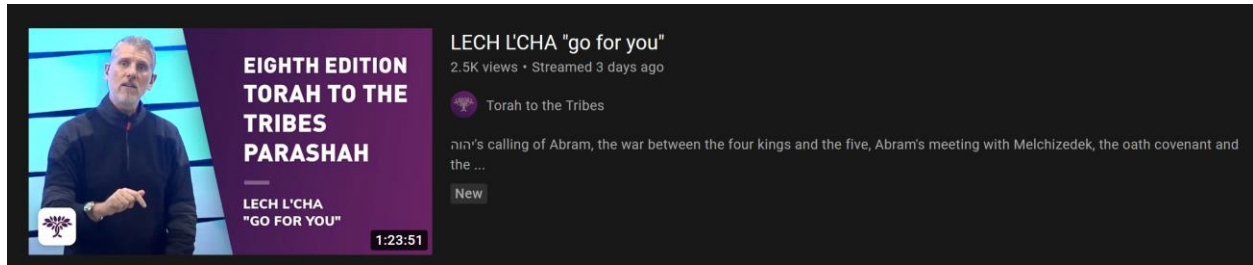 EIGHTH EDITION
TORAH TO THE
TRIBES
PARASHAH
LECH L'CHA
"GO FOR YOU"
1:23:51
LECH L'CHA "go for you"
2.5K views • Streamed 3 days ago
Torah to the Tribes
יהוה's calling of Abram, the war between the four kings and the five, Abram's meeting with Melchizedek, the oath covenant and
the ...
New